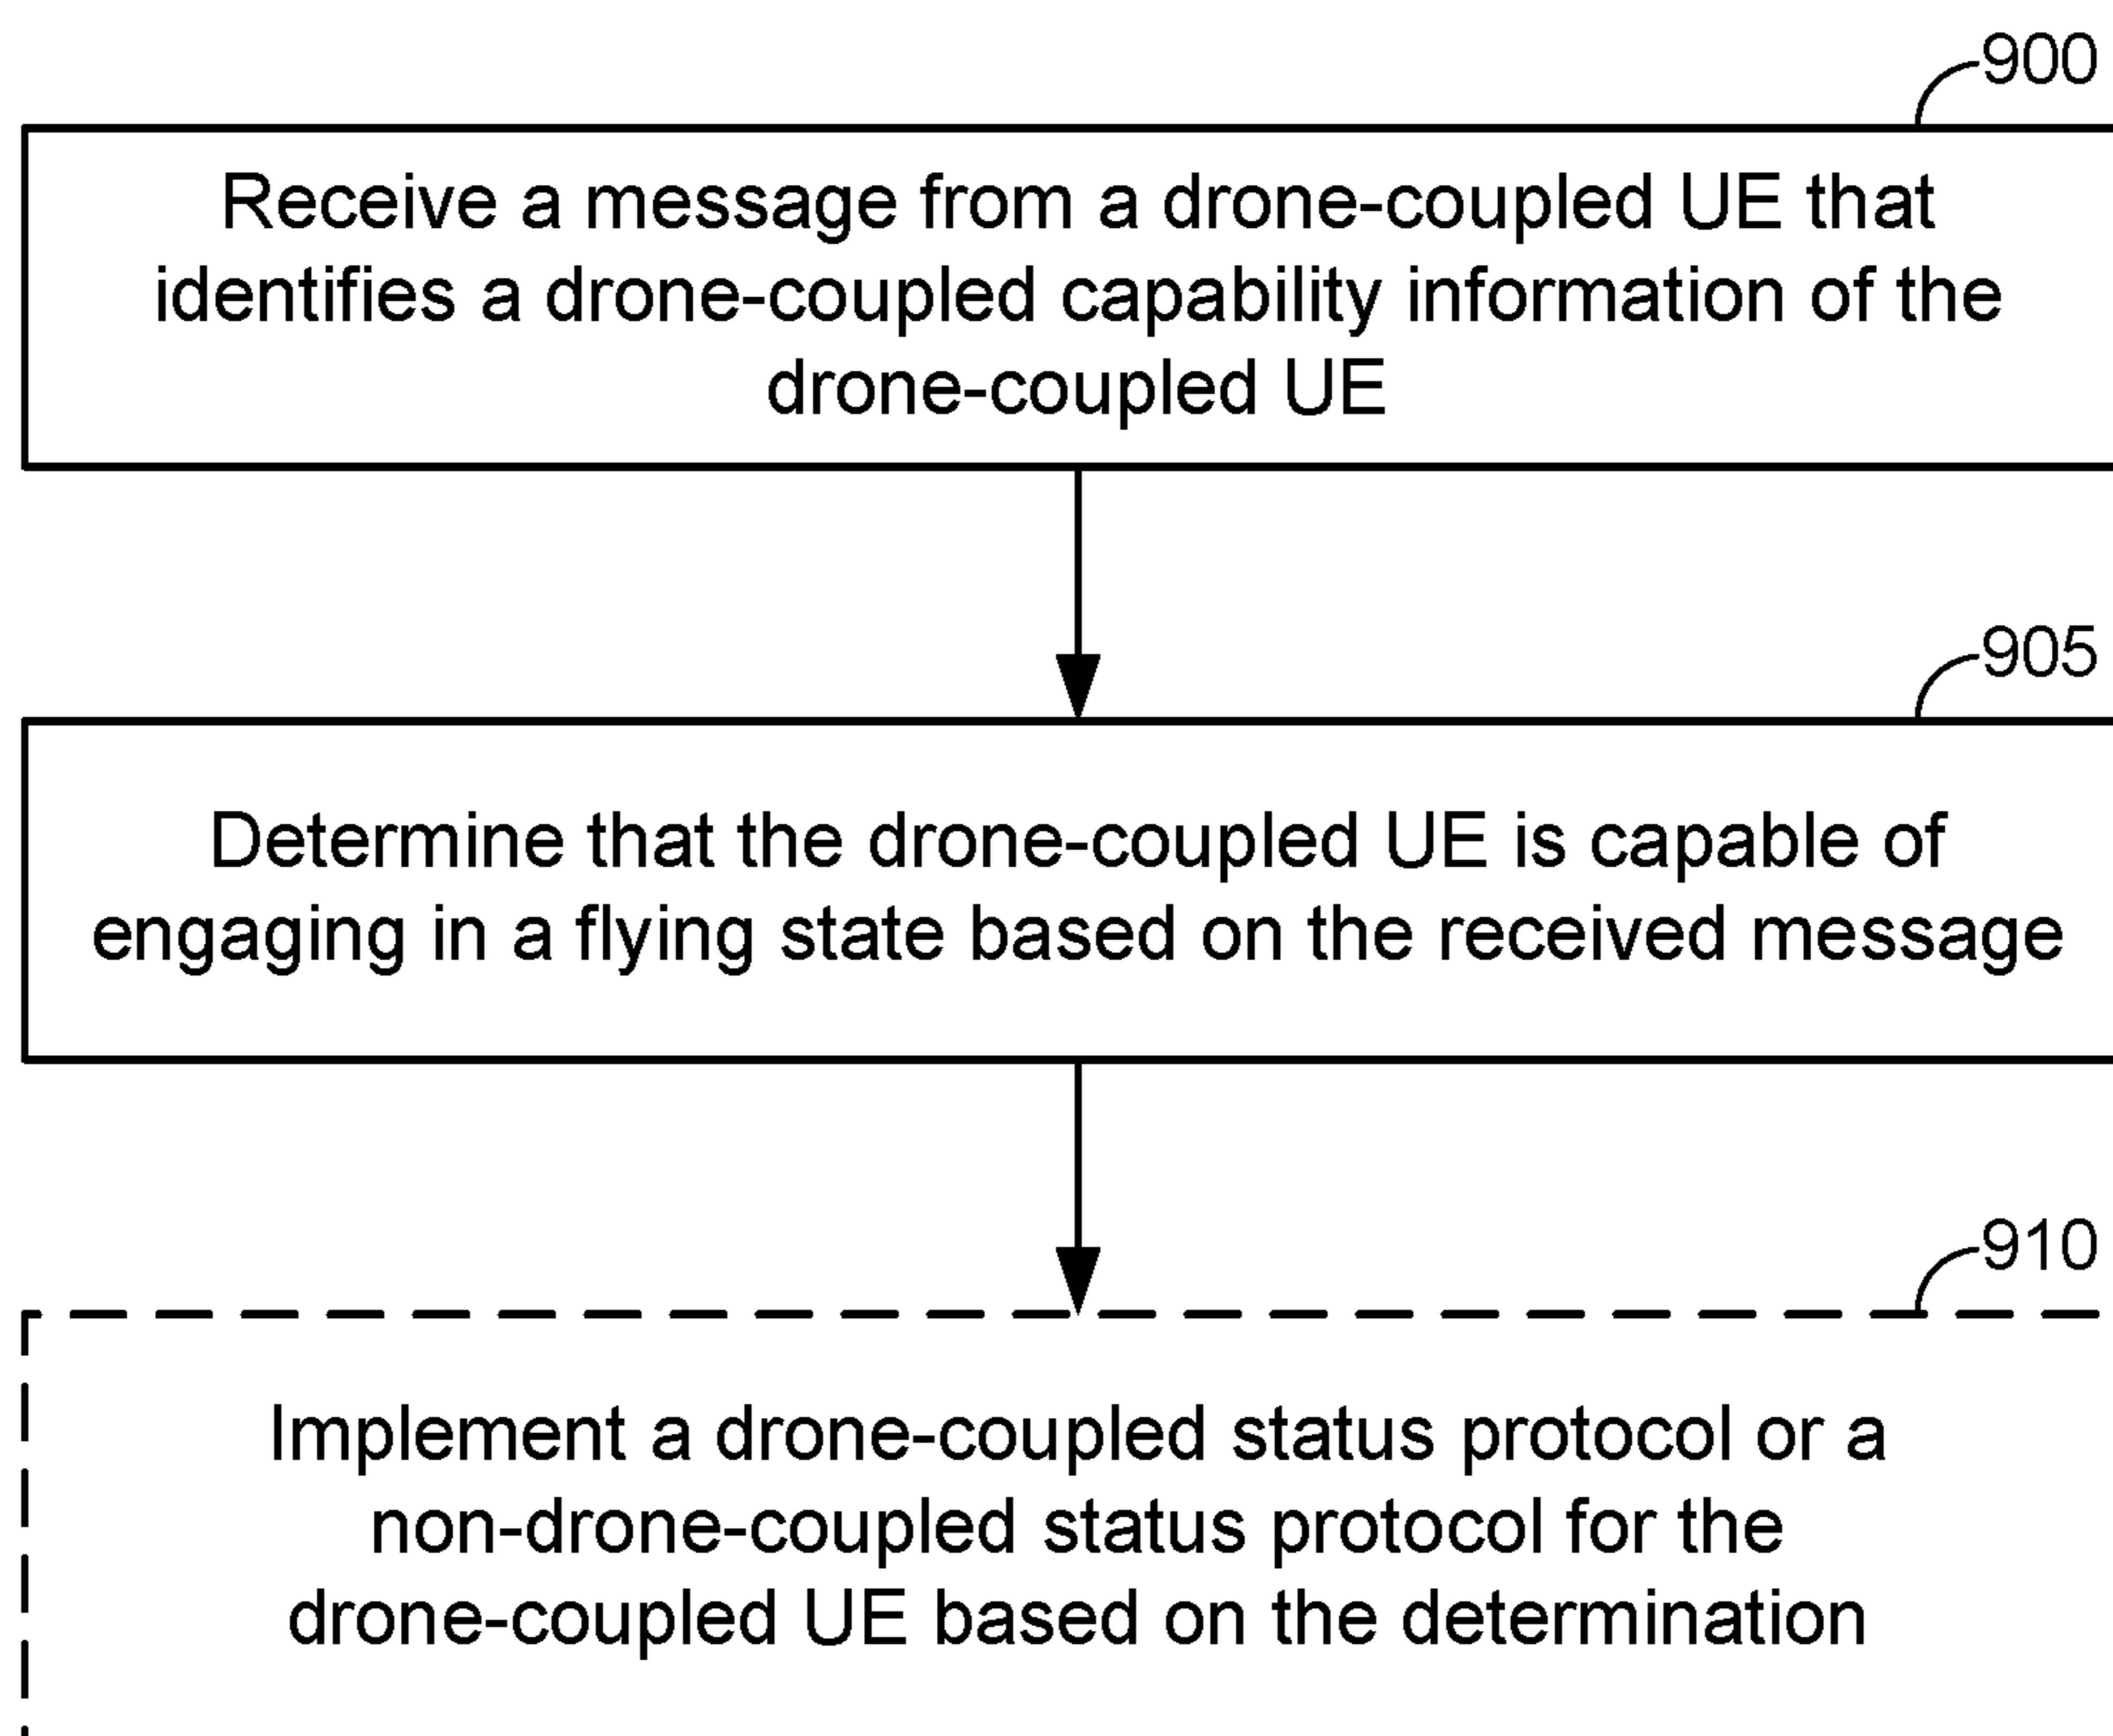 900
Receive a message from a drone-coupled UE that
identifies a drone-coupled capability information of the
drone-coupled UE
905
Determine that the drone-coupled UE is capable of
engaging in a flying state based on the received message
910
Implement a drone-coupled status protocol or a
non-drone-coupled status protocol for the
drone-coupled UE based on the determination